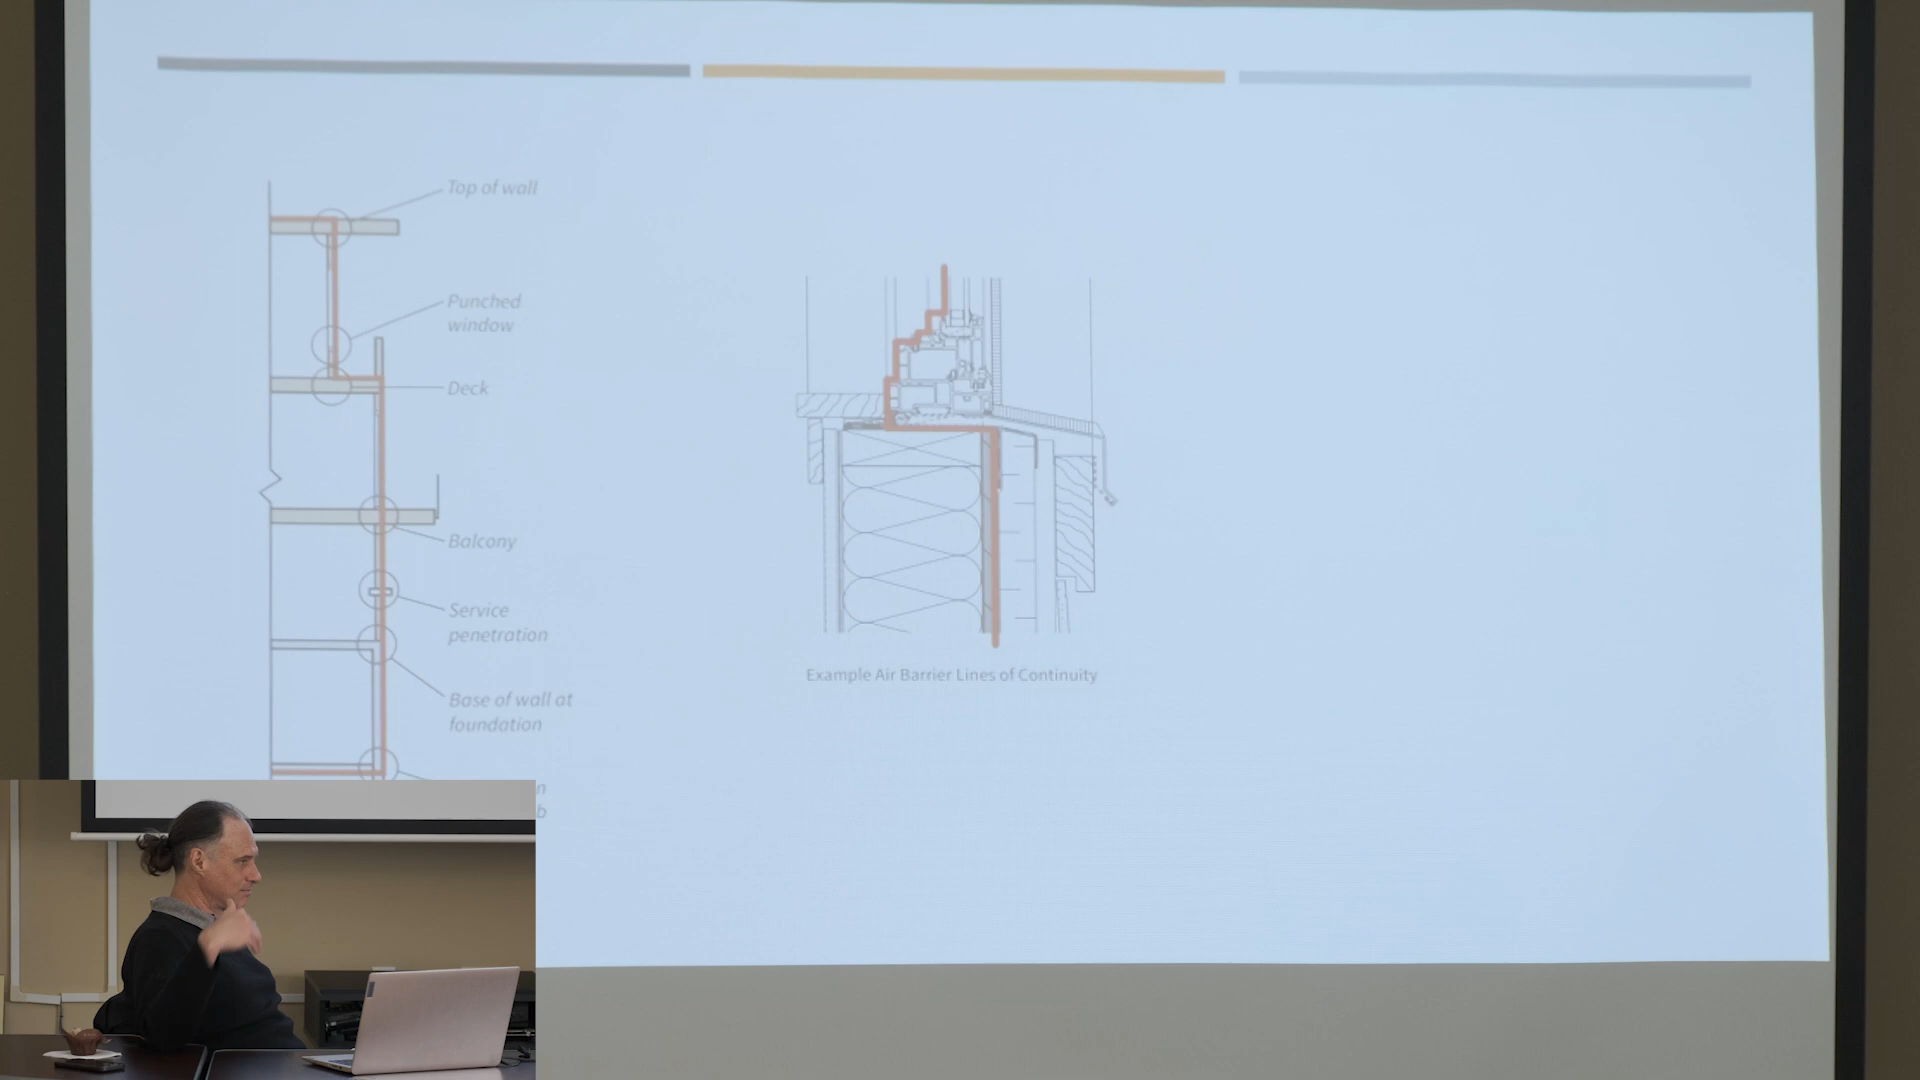 Top of wall
Punched
window
Deck
Balcony
Service
penetration
Base of wall at
foundation
Example Air Barrier Lines of Continuity